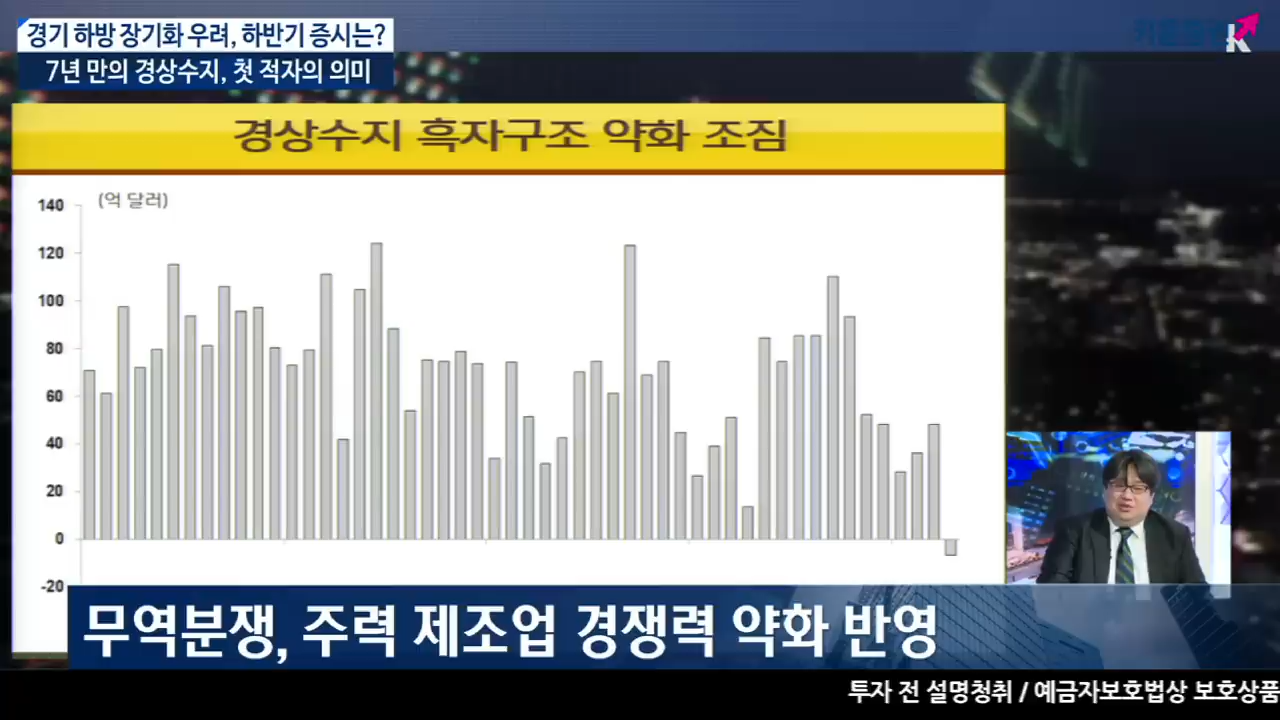 경기 하방 장기화 우려, 하반기 증시는?
7년 만의 경상수지, 첫 적자의 의미
K
경상수지 흑자구조 약화 조짐
(억 달러)
140
120
100
80
60
40
20
0
-20
무역분쟁, 주력 제조업 경쟁력 약화 반영
투자 전 설명청취 / 예금자보호법상 보호상품